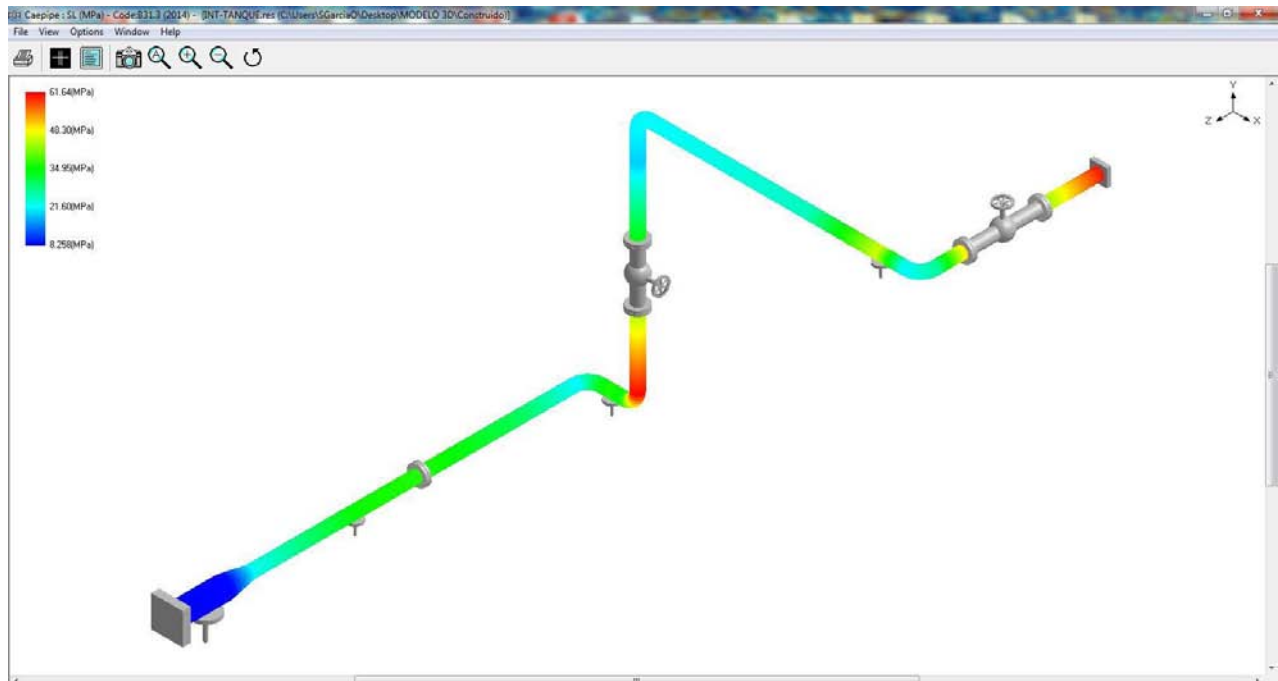 Caepipe : SL (MPa) - Code:B31.3 (2014) - [INT-TANQUE.res (C:\Users\SGarciaO\Desktop\MODELO 3D\Construido)]
File View Options Window Help
61.64(MPa)
48.30(MPa)
34.95(MPa)
21.60(MPa)
8.258(MPa)
Y
Z X